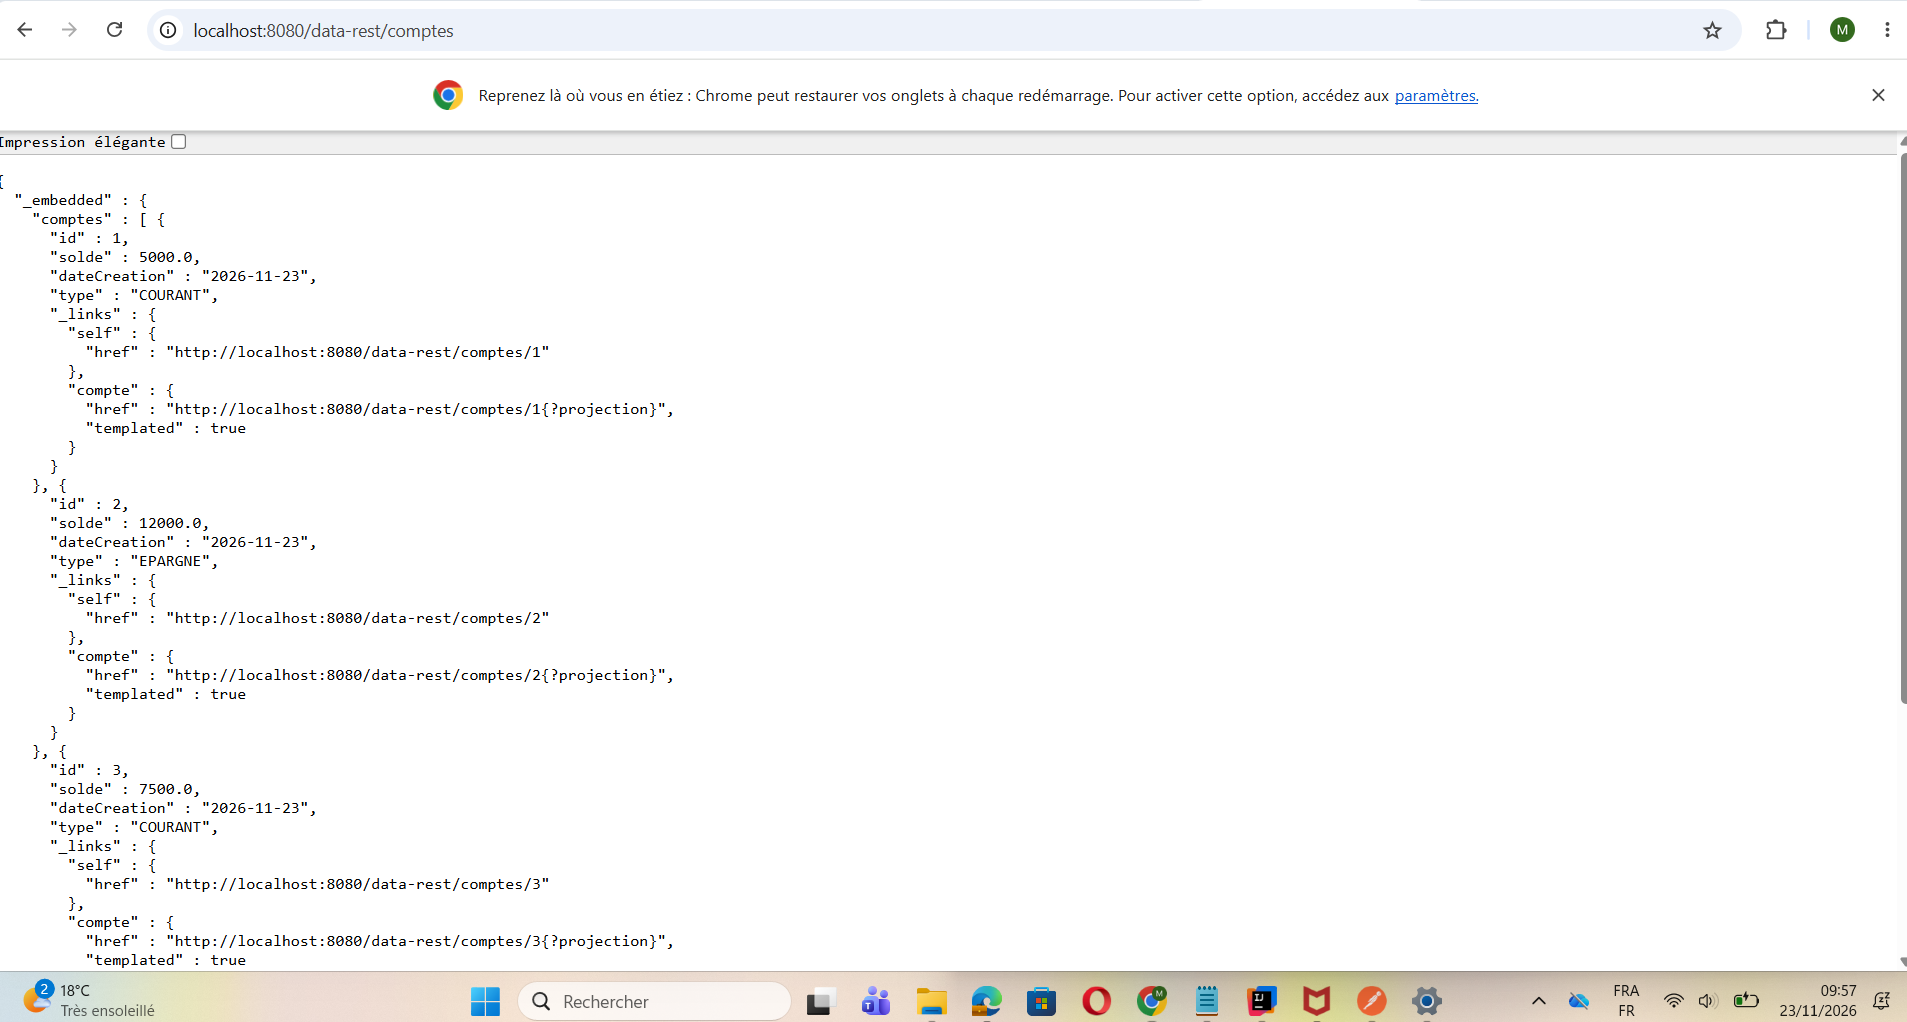 localhost:8080/data-rest/comptes
M
Reprenez là où vous en étiez : Chrome peut restaurer vos onglets à chaque redémarrage. Pour activer cette option, accédez aux paramètres.
Impression élégante
{
  "_embedded" : {
    "comptes" : [ {
      "id" : 1,
      "solde" : 5000.0,
      "dateCreation" : "2026-11-23",
      "type" : "COURANT",
      "_links" : {
        "self" : {
          "href" : "http://localhost:8080/data-rest/comptes/1"
        },
        "compte" : {
          "href" : "http://localhost:8080/data-rest/comptes/1{?projection}",
          "templated" : true
        }
      }
    }, {
      "id" : 2,
      "solde" : 12000.0,
      "dateCreation" : "2026-11-23",
      "type" : "EPARGNE",
      "_links" : {
        "self" : {
          "href" : "http://localhost:8080/data-rest/comptes/2"
        },
        "compte" : {
          "href" : "http://localhost:8080/data-rest/comptes/2{?projection}",
          "templated" : true
        }
      }
    }, {
      "id" : 3,
      "solde" : 7500.0,
      "dateCreation" : "2026-11-23",
      "type" : "COURANT",
      "_links" : {
        "self" : {
          "href" : "http://localhost:8080/data-rest/comptes/3"
        },
        "compte" : {
          "href" : "http://localhost:8080/data-rest/comptes/3{?projection}",
          "templated" : true
2
18°C
Très ensoleillé
Rechercher
FRA
FR
09:57
23/11/2026